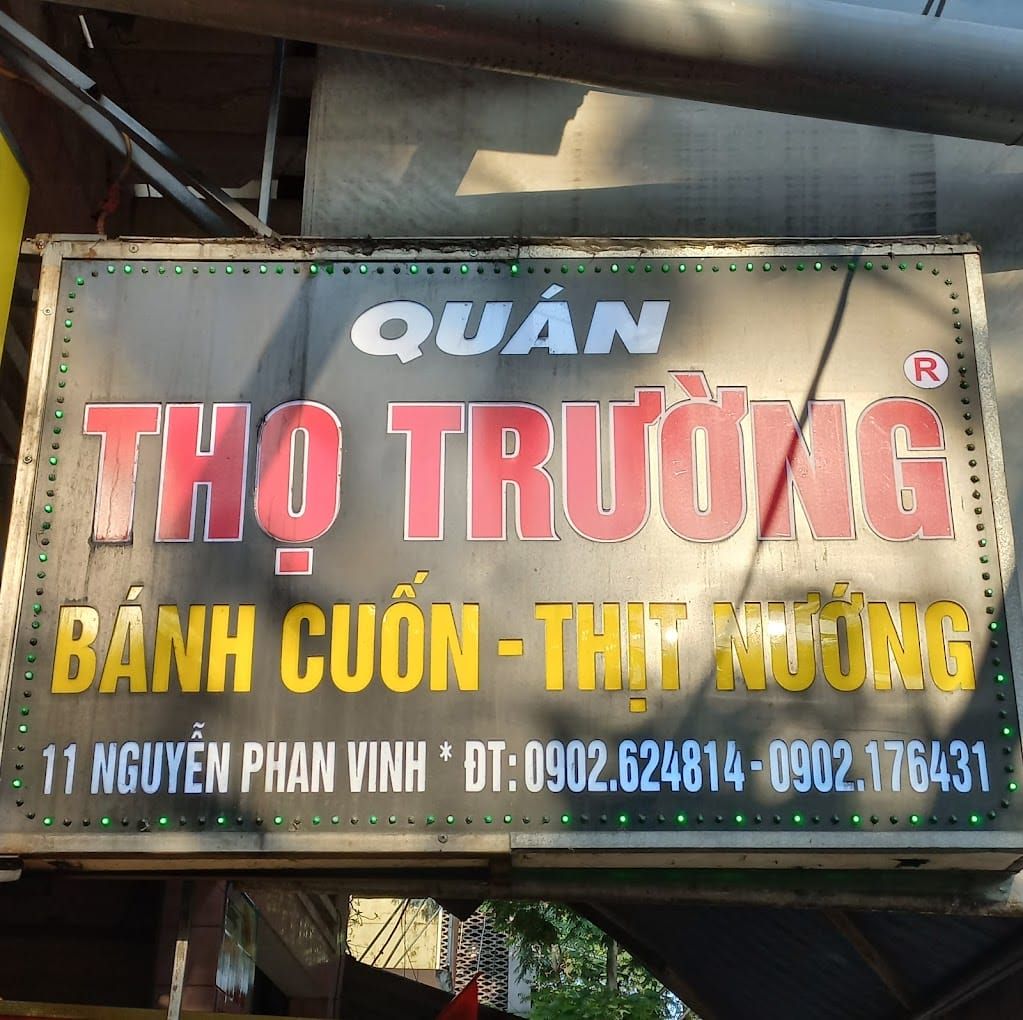 QUÁN
THỌ TRƯỜNG ®
BÁNH CUỐN - THỊT NƯỚNG
11 NGUYỄN PHAN VINH * ĐT: 0902.624814 - 0902.176431